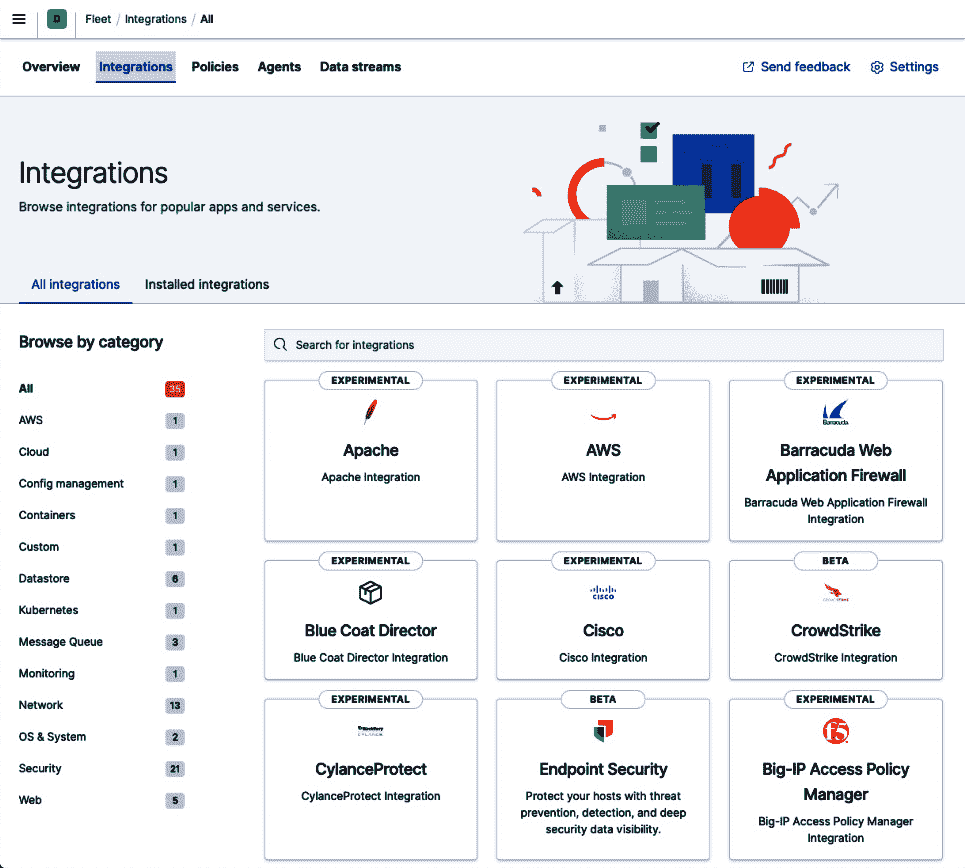 D
Fleet / Integrations / All
Overview Integrations Policies Agents Data streams Send feedback Settings
Integrations
Browse integrations for popular apps and services.
All integrations Installed integrations
Browse by category
All 35
AWS 1
Cloud 1
Config management 1
Containers 1
Custom 1
Datastore 6
Kubernetes 1
Message Queue 3
Monitoring 1
Network 13
OS & System 2
Security 21
Web 5
Search for integrations
EXPERIMENTAL
Apache
Apache Integration
EXPERIMENTAL
AWS
AWS Integration
EXPERIMENTAL
Barracuda
Barracuda Web
Application Firewall
Barracuda Web Application Firewall
Integration
EXPERIMENTAL
Blue Coat Director
Blue Coat Director Integration
EXPERIMENTAL
CISCO
Cisco
Cisco Integration
BETA
CrowdStrike
CrowdStrike Integration
EXPERIMENTAL
CylanceProtect
CylanceProtect Integration
BETA
Endpoint Security
Protect your hosts with threat
prevention, detection, and deep
security data visibility.
EXPERIMENTAL
f5
Big-IP Access Policy
Manager
Big-IP Access Policy Manager
Integration